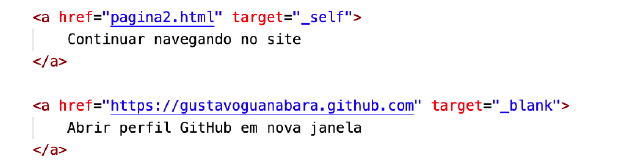 <a href="pagina2.html" target="_self">
Continuar navegando no site
</a>
<a href="https://gustavoguanabara.github.com" target="_blank">
Abrir perfil GitHub em nova janela
</a>